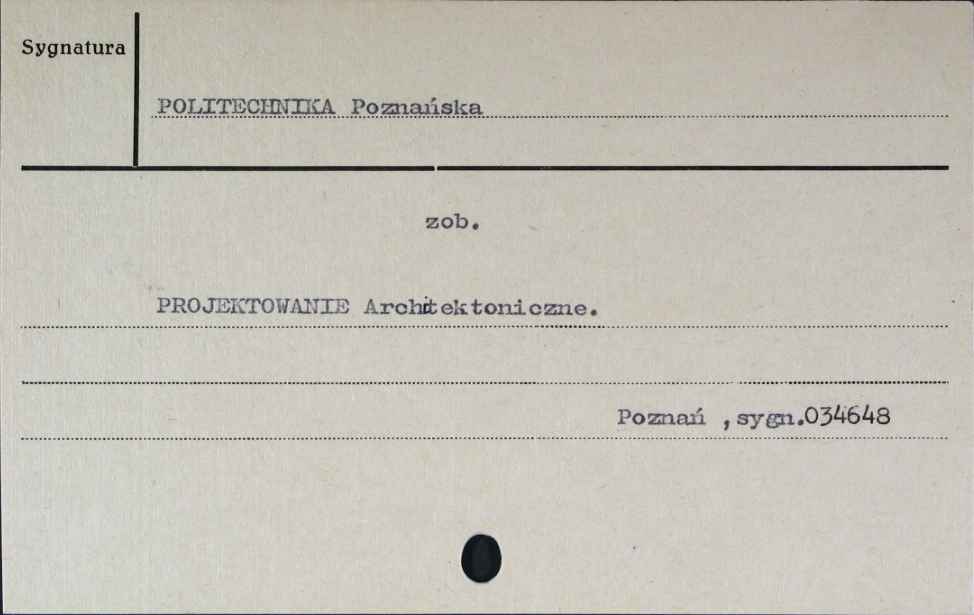 Sygnatura
POLITECHNIKA Poznańska
zob.
PROJEKTOWANIE Architektoniczne.
Poznań ,sygn.034648